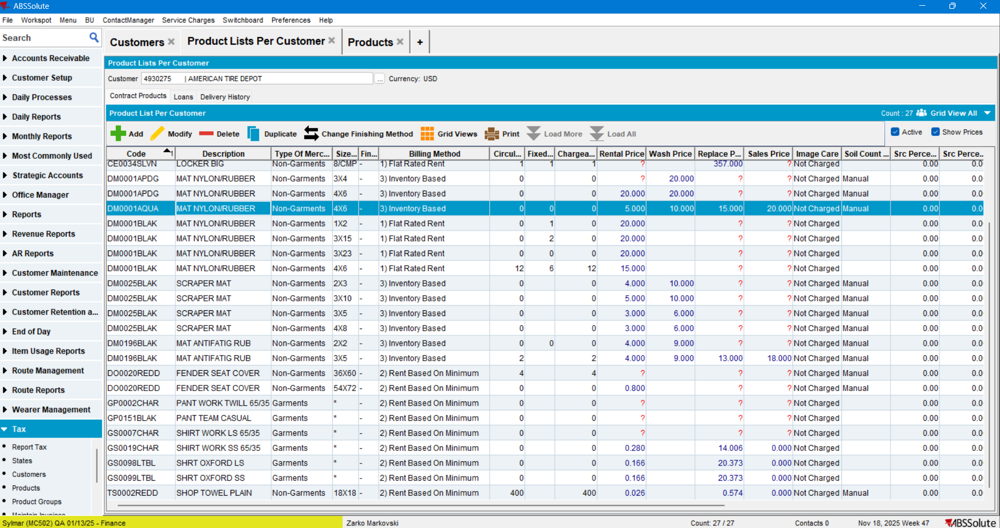 ABSSolute
File Workspot Menu BU ContactManager Service Charges Switchboard Preferences Help
Search
Customers Product Lists Per Customer Products +
Accounts Receivable
Customer Setup
Daily Processes
Daily Reports
Monthly Reports
Most Commonly Used
Strategic Accounts
Office Manager
Reports
Revenue Reports
AR Reports
Customer Maintenance
Customer Reports
Customer Retention a...
End of Day
Item Usage Reports
Route Management
Route Reports
Wearer Management
Tax
Report Tax
States
Customers
Products
Product Groups
Maintain Invoices
Product Lists Per Customer
Customer 4930275 | AMERICAN TIRE DEPOT ... Currency: USD
Contract Products Loans Delivery History
Product List Per Customer Count : 27 Grid View All
Add Modify Delete Duplicate Change Finishing Method Grid Views Print Load More Load All Active Show Prices
Code 1 Description Type Of Merc... Size... Fin... Billing Method Circul... Fixed... Chargea... Rental Price Wash Price Replace P... Sales Price Image Care Soil Count ... Src Perce... Src Perce..
CE0034SLVN LOCKER BIG Non-Garments 8/CMP - 1) Flat Rated Rent 1 1 1 ? 357.000 ? Not Charged 0.00 0.0
DM0001APDG MAT NYLON/RUBBER Non-Garments 3X4 - 3) Inventory Based 0 0 ? 20.000 ? ? Not Charged Manual 0.00 0.0
DM0001APDG MAT NYLON/RUBBER Non-Garments 4X6 - 3) Inventory Based 0 0 20.000 20.000 ? ? Not Charged Manual 0.00 0.0
DM0001AQUA MAT NYLON/RUBBER Non-Garments 4X6 - 3) Inventory Based 0 0 0 5.000 10.000 15.000 20.000 Not Charged Manual 0.00 0.0
DM0001BLAK MAT NYLON/RUBBER Non-Garments 1X2 - 1) Flat Rated Rent 0 1 0 20.000 ? ? Not Charged 0.00 0.0
DM0001BLAK MAT NYLON/RUBBER Non-Garments 3X15 - 1) Flat Rated Rent 0 2 0 20.000 ? ? Not Charged 0.00 0.0
DM0001BLAK MAT NYLON/RUBBER Non-Garments 3X23 - 1) Flat Rated Rent 0 0 0 20.000 ? ? Not Charged 0.00 0.0
DM0001BLAK MAT NYLON/RUBBER Non-Garments 4X6 - 1) Flat Rated Rent 12 6 12 15.000 ? ? Not Charged 0.00 0.0
DM0025BLAK SCRAPER MAT Non-Garments 2X3 - 3) Inventory Based 0 0 4.000 10.000 ? ? Not Charged Manual 0.00 0.0
DM0025BLAK SCRAPER MAT Non-Garments 3X10 - 3) Inventory Based 0 0 5.000 10.000 ? ? Not Charged Manual 0.00 0.0
DM0025BLAK SCRAPER MAT Non-Garments 3X5 - 3) Inventory Based 0 0 3.000 6.000 ? ? Not Charged Manual 0.00 0.0
DM0025BLAK SCRAPER MAT Non-Garments 4X8 - 3) Inventory Based 0 0 3.000 6.000 ? ? Not Charged Manual 0.00 0.0
DM0196BLAK MAT ANTIFATIG RUB Non-Garments 2X2 - 3) Inventory Based 0 0 0 4.000 9.000 ? ? Not Charged Manual 0.00 0.0
DM0196BLAK MAT ANTIFATIG RUB Non-Garments 3X5 - 3) Inventory Based 2 2 4.000 9.000 13.000 18.000 Not Charged Manual 0.00 0.0
DO0020REDD FENDER SEAT COVER Non-Garments 36X60 - 2) Rent Based On Minimum 4 4 ? ? ? Not Charged Manual 0.00 0.0
DO0020REDD FENDER SEAT COVER Non-Garments 54X72 - 2) Rent Based On Minimum 0 0 0.800 ? ? Not Charged Manual 0.00 0.0
GP0002CHAR PANT WORK TWILL 65/35 Garments * - 2) Rent Based On Minimum 0 0 ? ? ? Not Charged 0.00 0.0
GP0151BLAK PANT TEAM CASUAL Garments * - 2) Rent Based On Minimum 0 0 ? ? ? Not Charged 0.00 0.0
GS0007CHAR SHIRT WORK LS 65/35 Garments * - 2) Rent Based On Minimum 0 0 ? ? ? Not Charged 0.00 0.0
GS0019CHAR SHIRT WORK SS 65/35 Garments * - 2) Rent Based On Minimum 0 0 0.280 14.006 0.000 Not Charged 0.00 0.0
GS0098LTBL SHRT OXFORD LS Garments * - 2) Rent Based On Minimum 0 0 0.166 20.373 0.000 Not Charged 0.00 0.0
GS0099LTBL SHRT OXFORD SS Garments * - 2) Rent Based On Minimum 0 0 0.166 20.373 0.000 Not Charged 0.00 0.0
TS0002REDD SHOP TOWEL PLAIN Non-Garments 18X18 - 2) Rent Based On Minimum 400 400 0.026 0.574 0.000 Not Charged Manual 0.00 0.0
Sylmar (MC502) QA 01/13/25 - Finance Zarko Markovski Count: 27 / 27 Contacts 0 Nov 18, 2025 Week 47 ABSSolute